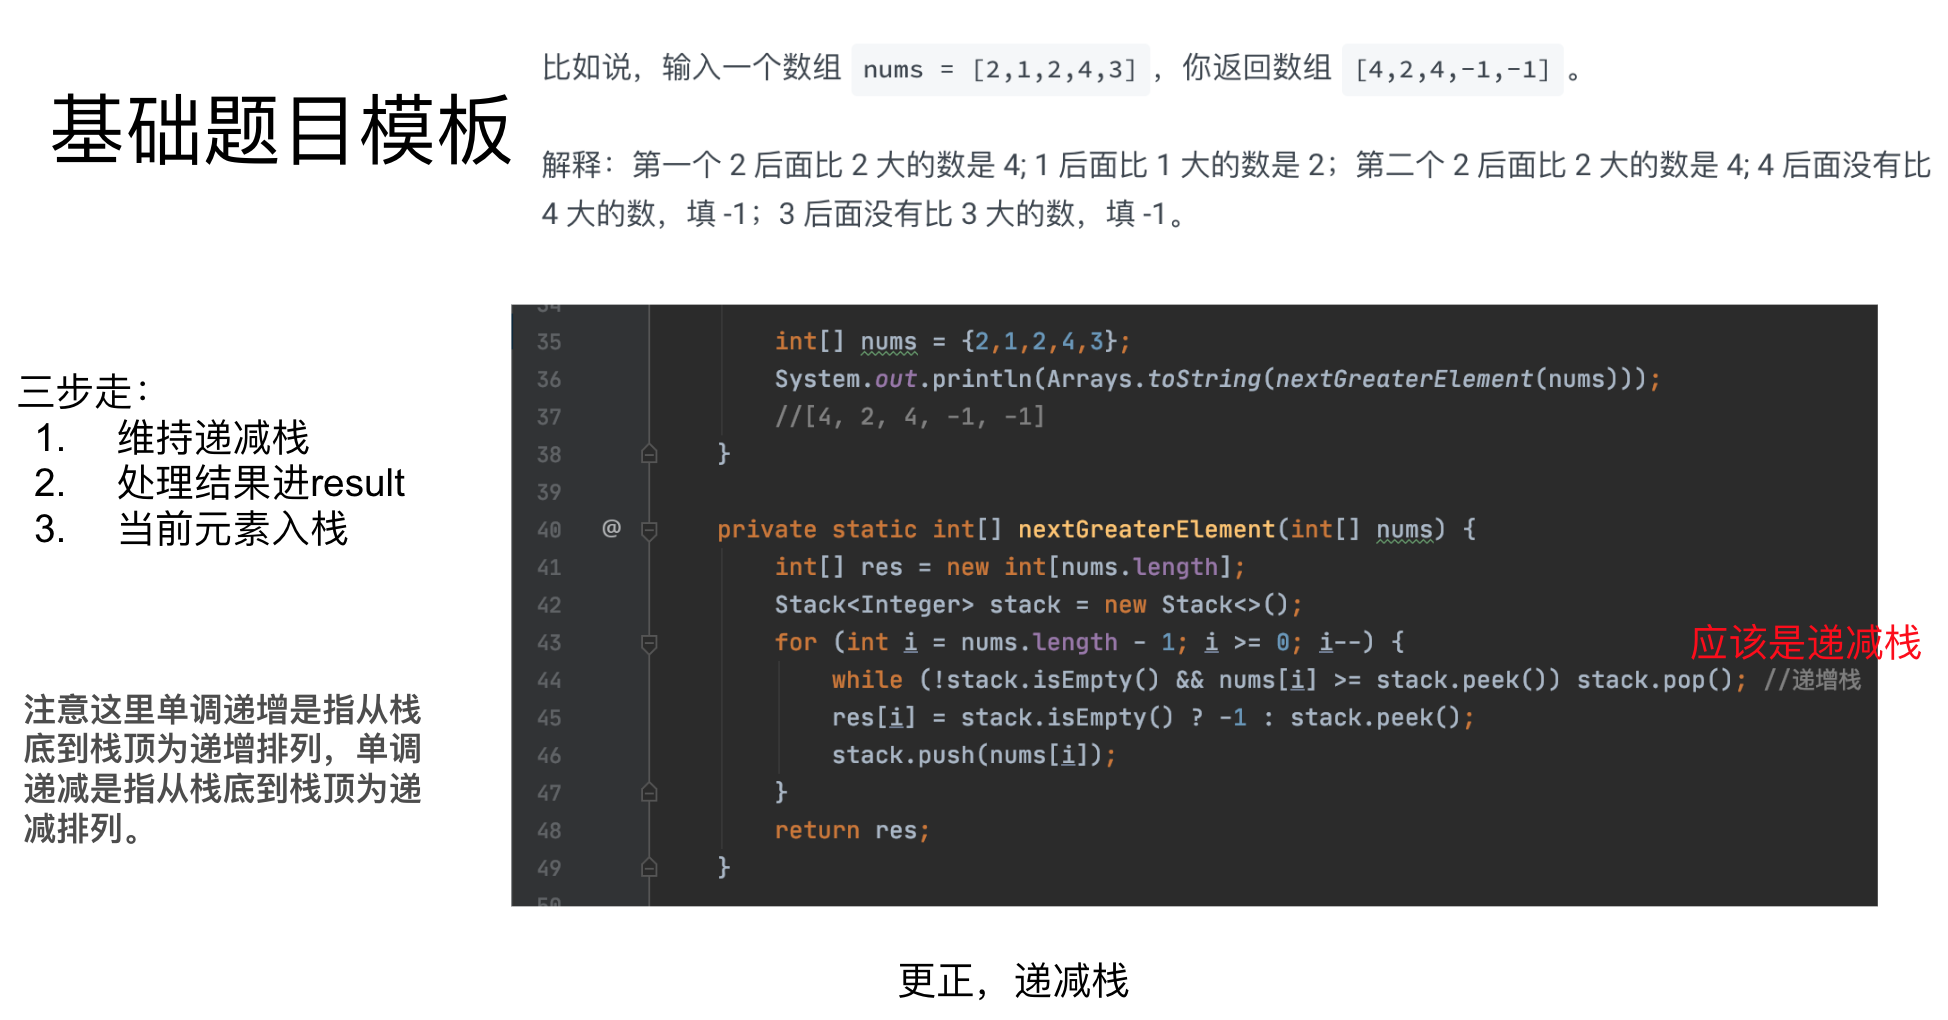 基础题目模板
比如说，输入一个数组 nums = [2,1,2,4,3] ，你返回数组 [4,2,4,-1,-1] 。
解释：第一个 2 后面比 2 大的数是 4; 1 后面比 1 大的数是 2；第二个 2 后面比 2 大的数是 4; 4 后面没有比
4 大的数，填 -1；3 后面没有比 3 大的数，填 -1。
三步走：
1. 维持递减栈
2. 处理结果进result
3. 当前元素入栈
注意这里单调递增是指从栈
底到栈顶为递增排列，单调
递减是指从栈底到栈顶为递
减排列。
34
35 int[] nums = {2,1,2,4,3};
36 System.out.println(Arrays.toString(nextGreaterElement(nums)));
37 //[4, 2, 4, -1, -1]
38 }
39
40 @ private static int[] nextGreaterElement(int[] nums) {
41 int[] res = new int[nums.length];
42 Stack<Integer> stack = new Stack<>();
43 for (int i = nums.length - 1; i >= 0; i--) {
应该是递减栈
44 while (!stack.isEmpty() && nums[i] >= stack.peek()) stack.pop(); //递增栈
45 res[i] = stack.isEmpty() ? -1 : stack.peek();
46 stack.push(nums[i]);
47 }
48 return res;
49 }
50
更正，递减栈